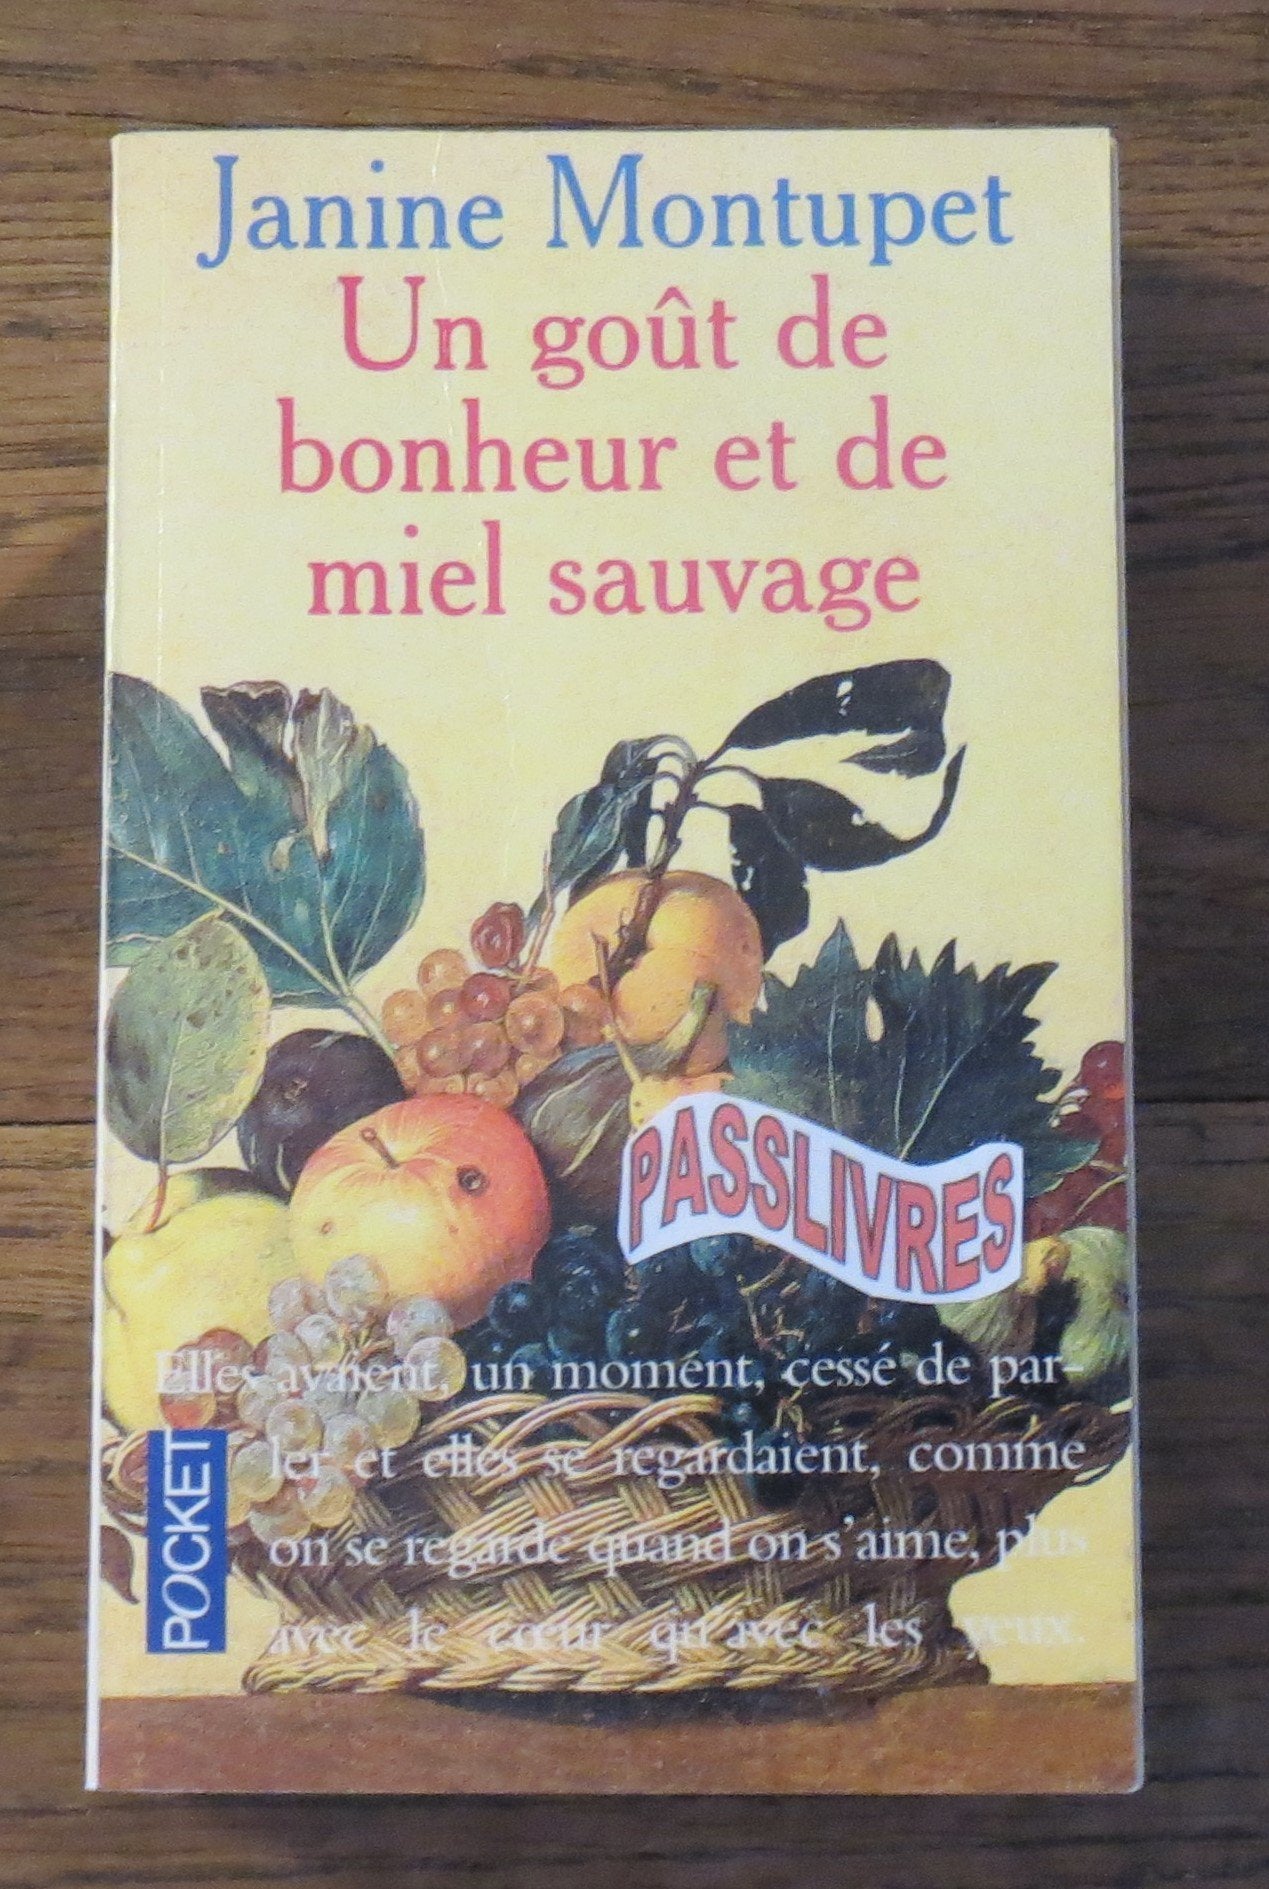 Janine Montupet
Un goût de
bonheur et de
miel sauvage
PASSLIVRES
Elles avaient, un moment, cessé de par-
ler et elles se regardaient, comme
on se regarde quand on s'aime, plus
avec le cœur qu'avec les yeux.
POCKET